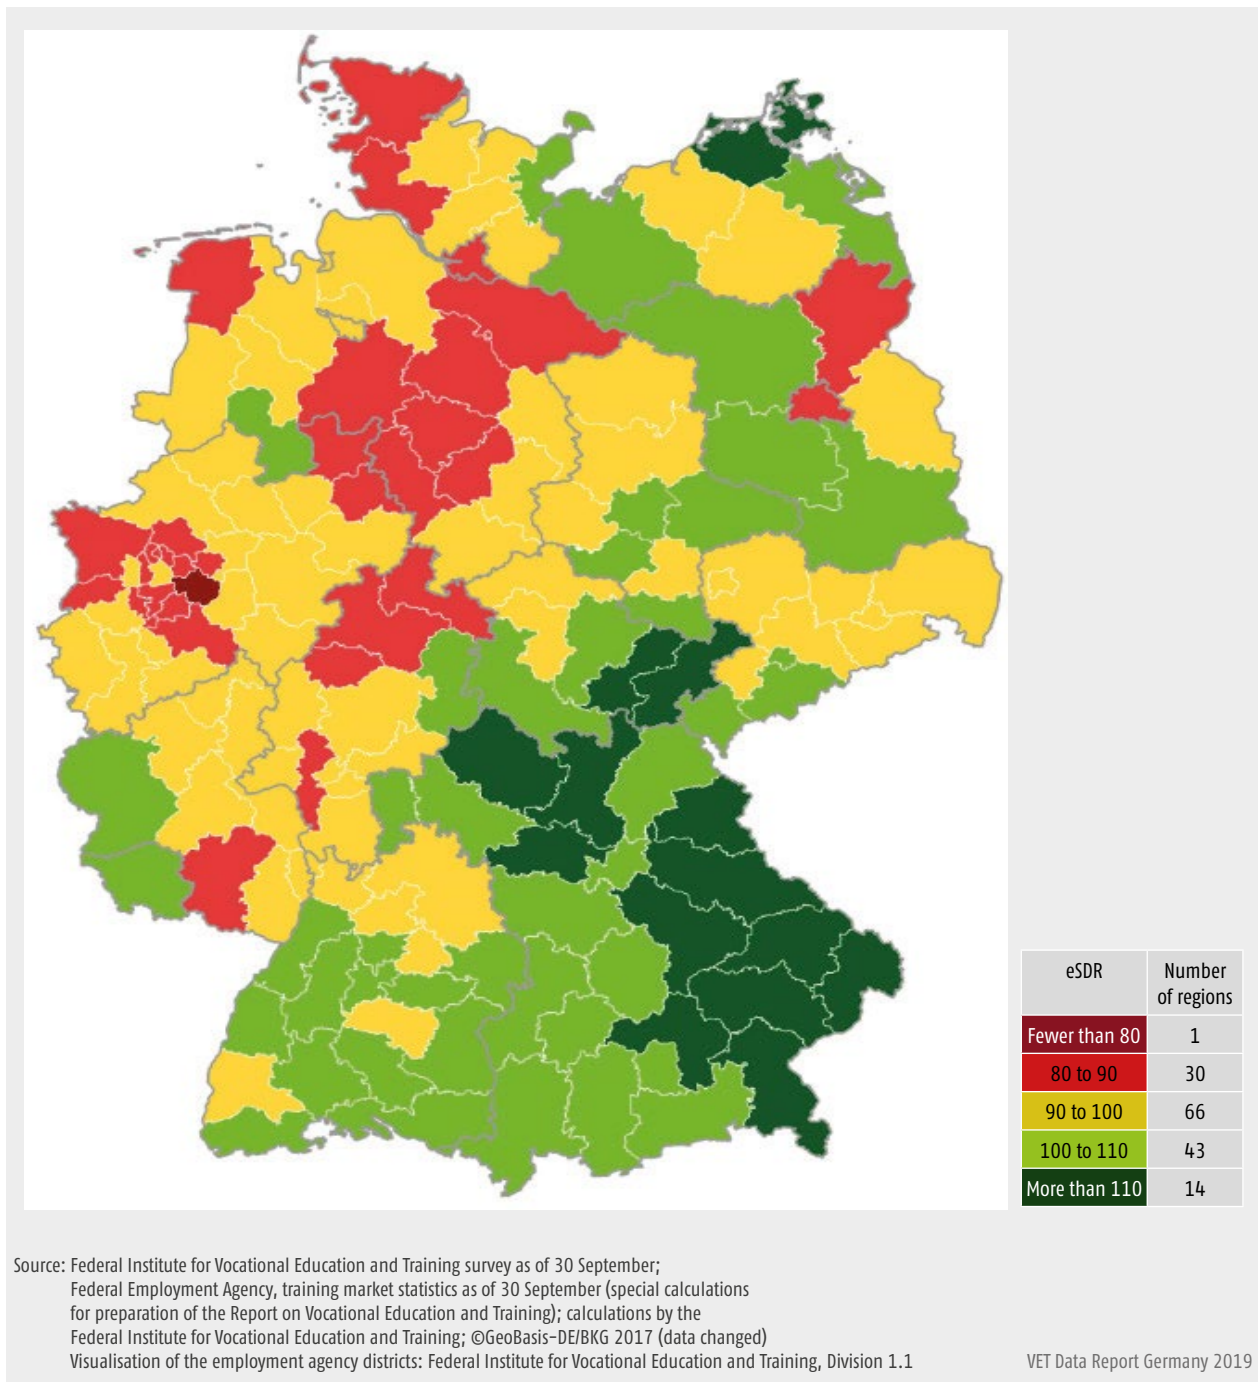 eSDR Number
of regions
Fewer than 80 1
80 to 90 30
90 to 100 66
100 to 110 43
More than 110 14
Source: Federal Institute for Vocational Education and Training survey as of 30 September;
Federal Employment Agency, training market statistics as of 30 September (special calculations
for preparation of the Report on Vocational Education and Training); calculations by the
Federal Institute for Vocational Education and Training; ©GeoBasis-DE/BKG 2017 (data changed)
Visualisation of the employment agency districts: Federal Institute for Vocational Education and Training, Division 1.1
VET Data Report Germany 2019